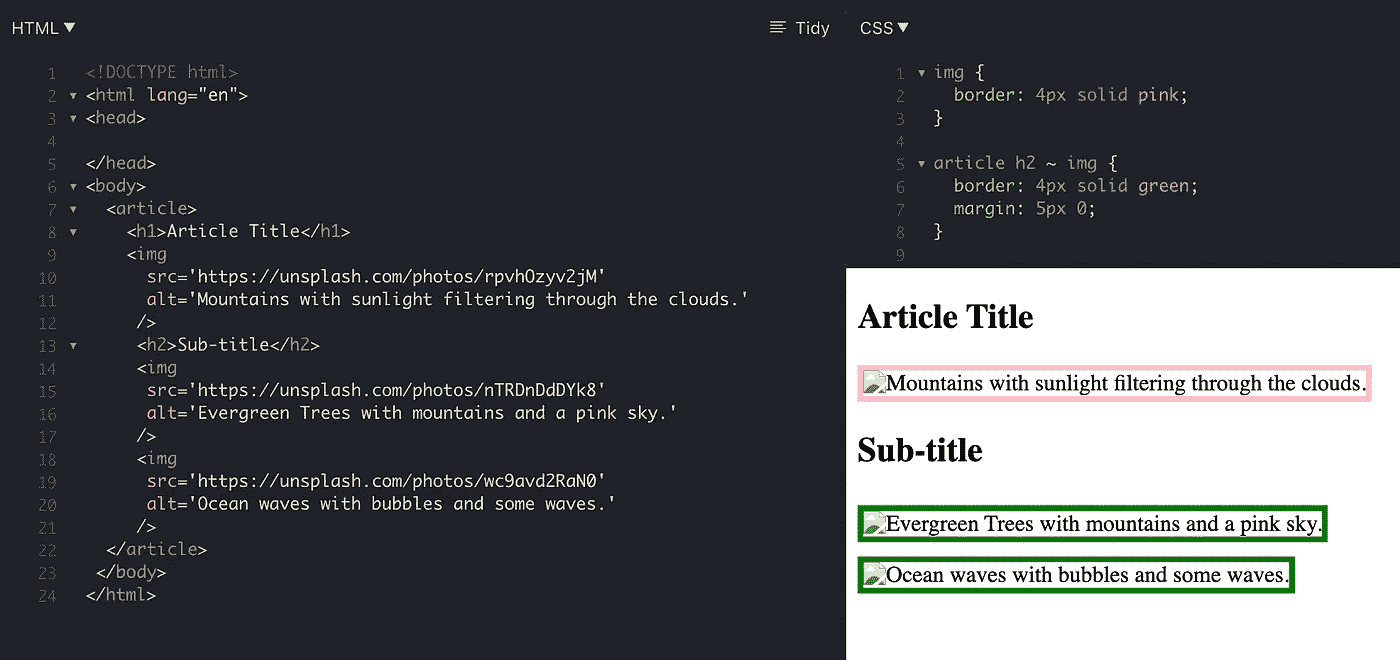 HTML ▼
Tidy
1 <!DOCTYPE html>
2 ▼ <html lang="en">
3 ▼ <head>
4
5 </head>
6 ▼ <body>
7 ▼ <article>
8 ▼ <h1>Article Title</h1>
9 <img
10 src='https://unsplash.com/photos/rpvhOzyv2jM'
11 alt='Mountains with sunlight filtering through the clouds.'
12 />
13 ▼ <h2>Sub-title</h2>
14 <img
15 src='https://unsplash.com/photos/nTRDnDdDYk8'
16 alt='Evergreen Trees with mountains and a pink sky.'
17 />
18 <img
19 src='https://unsplash.com/photos/wc9avd2RaN0'
20 alt='Ocean waves with bubbles and some waves.'
21 />
22 </article>
23 </body>
24 </html>
CSS ▼
1 ▼ img {
2 border: 4px solid pink;
3 }
4
5 ▼ article h2 ~ img {
6 border: 4px solid green;
7 margin: 5px 0;
8 }
9
Article Title
Mountains with sunlight filtering through the clouds.
Sub-title
Evergreen Trees with mountains and a pink sky.
Ocean waves with bubbles and some waves.